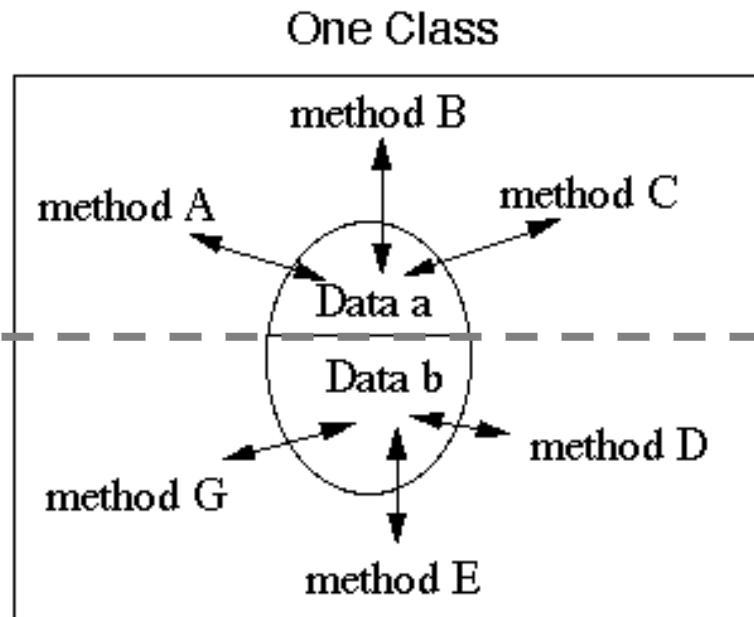 One Class
method B
method A
method C
Data a
Data b
method D
method G
method E